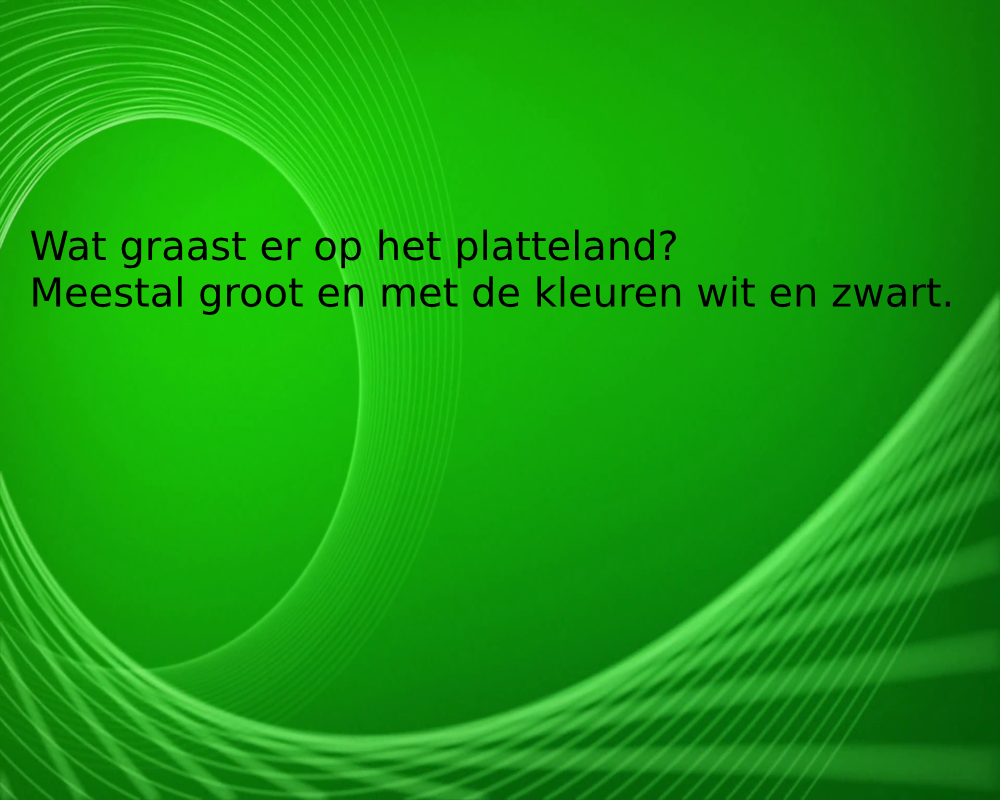 Wat graast er op het platteland?
Meestal groot en met de kleuren wit en zwart.